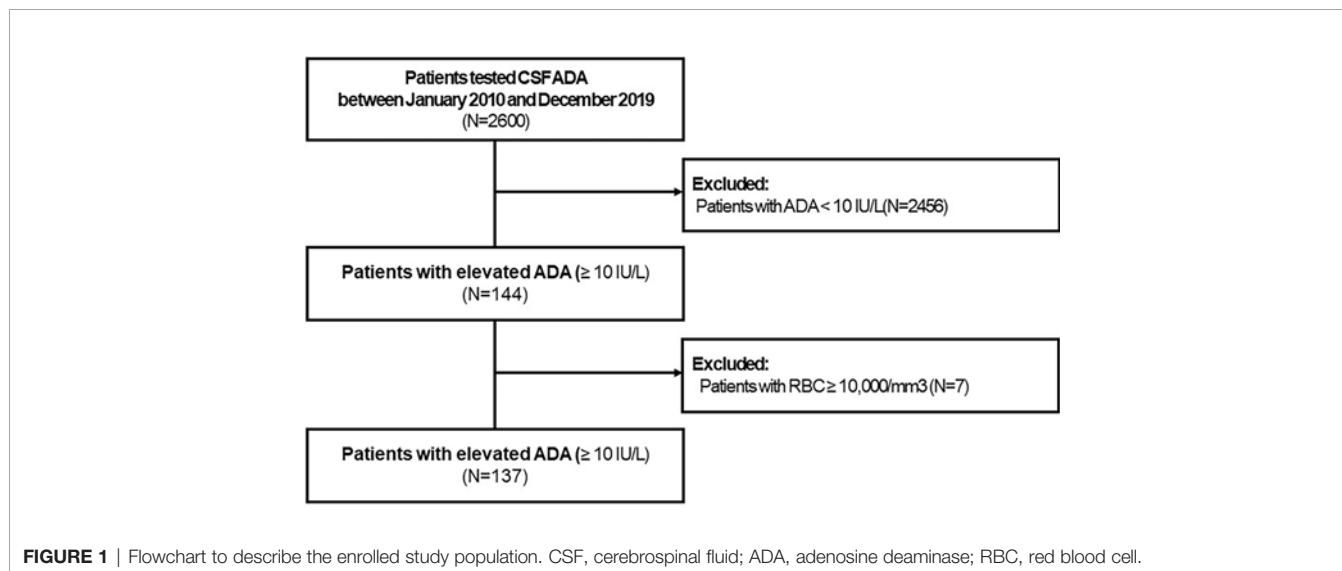 Patients tested CSF ADA
between January 2010 and December 2019
(N=2600)
Excluded:
Patients with ADA < 10 IU/L(N=2456)
Patients with elevated ADA (≥ 10 IU/L)
(N=144)
Excluded:
Patients with RBC ≥ 10,000/mm3 (N=7)
Patients with elevated ADA (≥ 10 IU/L)
(N=137)
FIGURE 1 | Flowchart to describe the enrolled study population. CSF, cerebrospinal fluid; ADA, adenosine deaminase; RBC, red blood cell.